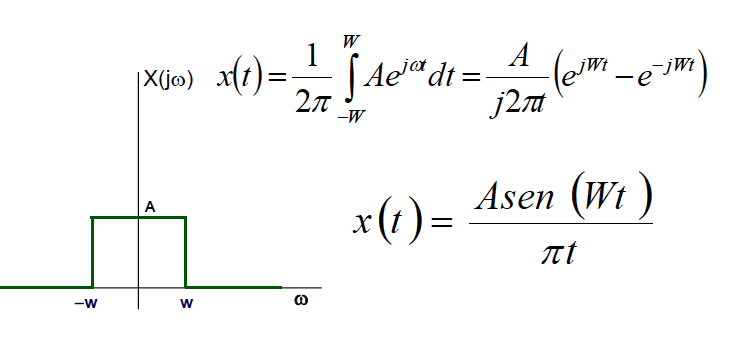 X(jω)
x(t) = 1/2π ∫_{-W}^{W} Ae^{jωt} dt = A/j2πt (e^{jWt} − e^{−jWt})
A
x(t) = Asen (Wt) / πt
−w w ω